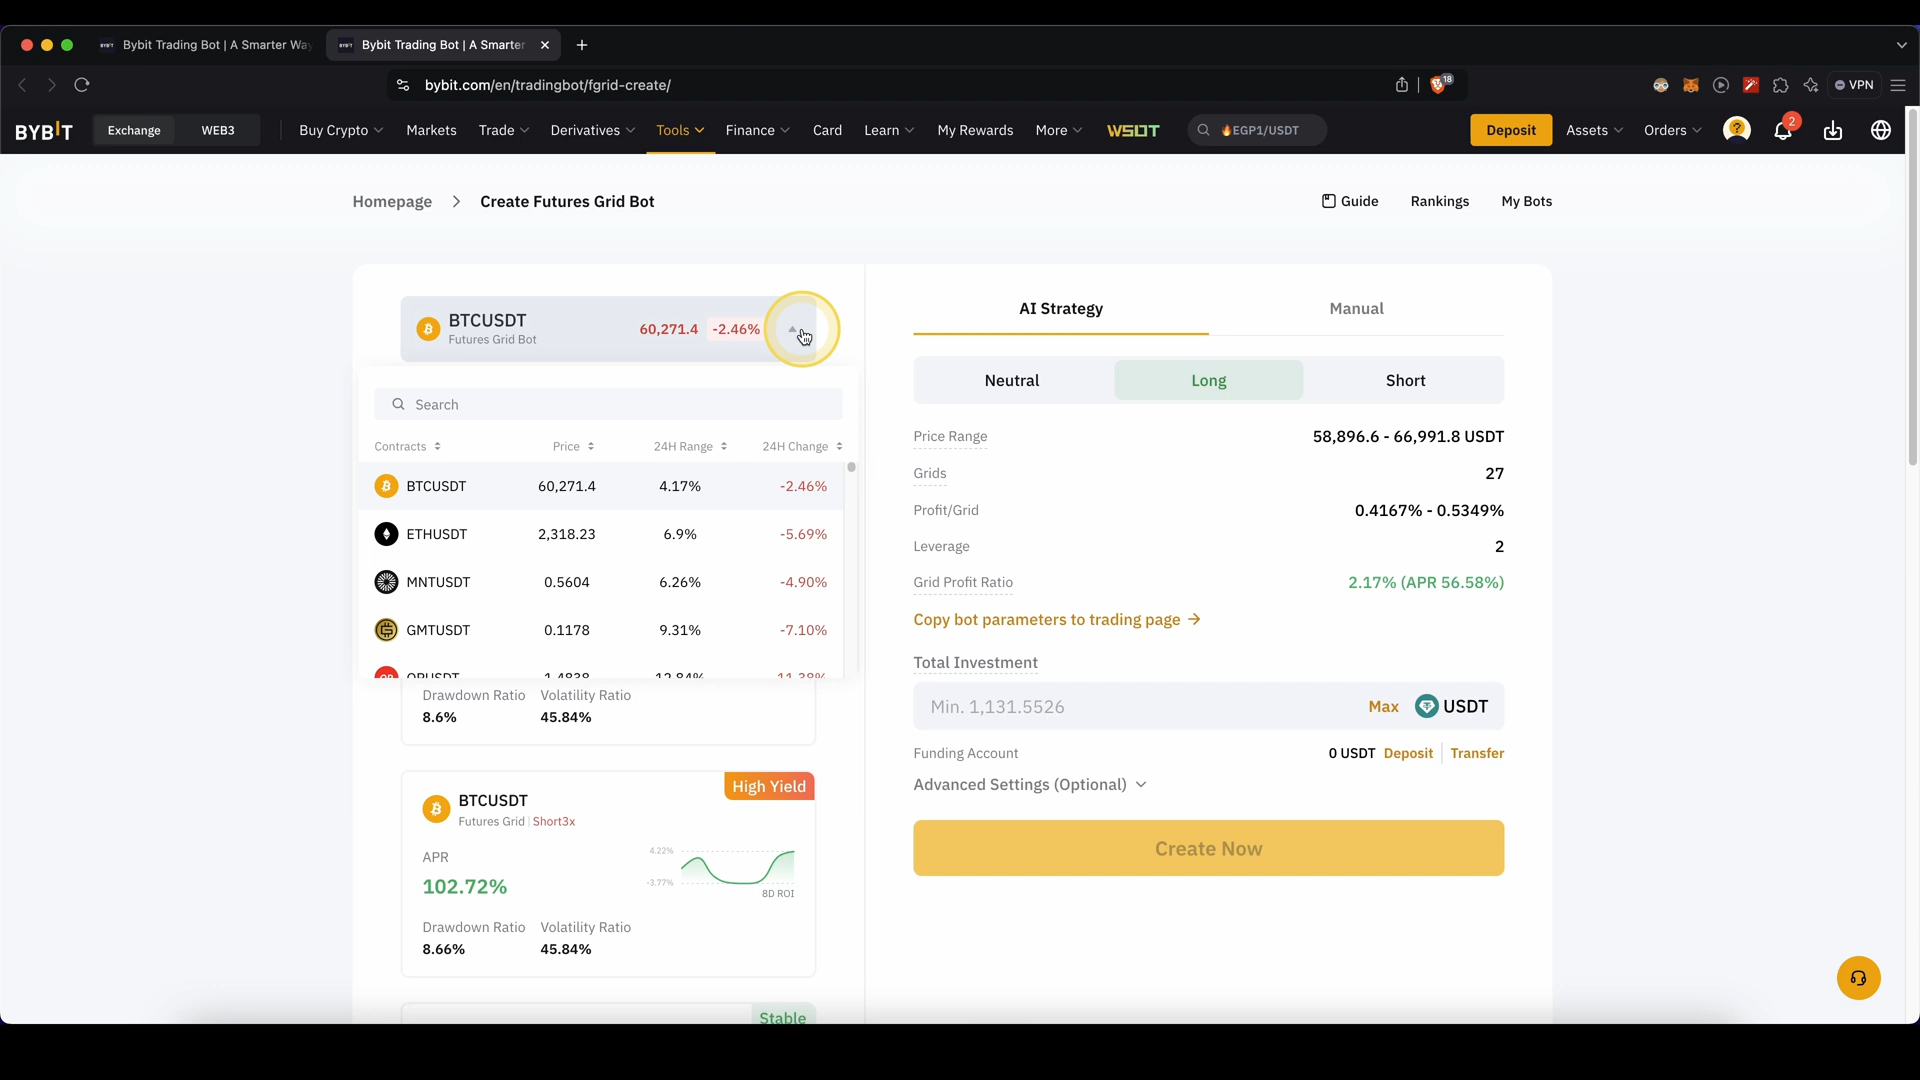 Bybit Trading Bot | A Smarter Way
Bybit Trading Bot | A Smarter
bybit.com/en/tradingbot/fgrid-create/
18
VPN
BYBIT
Exchange
WEB3
Buy Crypto
Markets
Trade
Derivatives
Tools
Finance
Card
Learn
My Rewards
More
WSOT
EGP1/USDT
Deposit
Assets
Orders
2
Homepage > Create Futures Grid Bot
Guide
Rankings
My Bots
BTCUSDT
Futures Grid Bot
60,271.4 -2.46%
Search
Contracts Price 24H Range 24H Change
BTCUSDT 60,271.4 4.17% -2.46%
ETHUSDT 2,318.23 6.9% -5.69%
MNTUSDT 0.5604 6.26% -4.90%
GMTUSDT 0.1178 9.31% -7.10%
OPUSDT 1.4838 12.84% -11.38%
Drawdown Ratio Volatility Ratio
8.6% 45.84%
High Yield
BTCUSDT
Futures Grid | Short3x
APR
102.72%
4.22%
-3.77%
8D ROI
Drawdown Ratio Volatility Ratio
8.66% 45.84%
Stable
AI Strategy Manual
Neutral Long Short
Price Range 58,896.6 - 66,991.8 USDT
Grids 27
Profit/Grid 0.4167% - 0.5349%
Leverage 2
Grid Profit Ratio 2.17% (APR 56.58%)
Copy bot parameters to trading page →
Total Investment
Min. 1,131.5526 Max USDT
Funding Account 0 USDT Deposit | Transfer
Advanced Settings (Optional)
Create Now